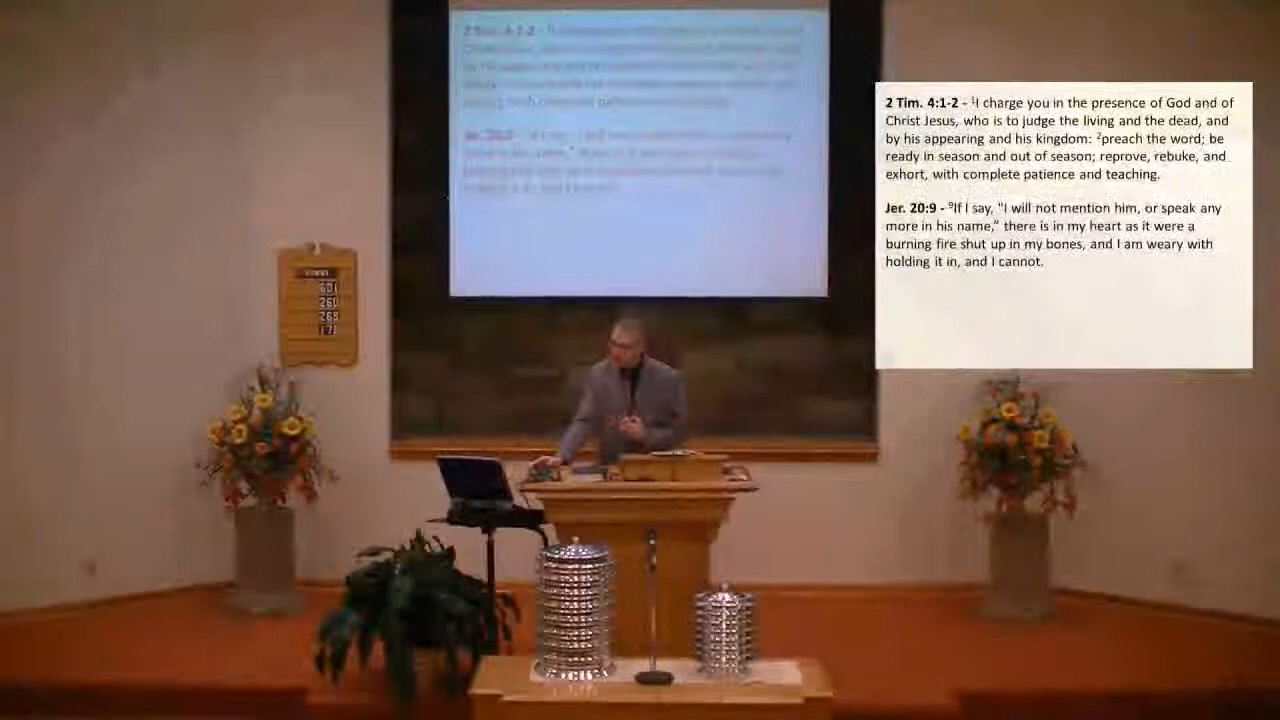 2 Tim. 4:1-2 - ¹I charge you in the presence of God and of
Christ Jesus, who is to judge the living and the dead, and
by his appearing and his kingdom: ²preach the word; be
ready in season and out of season; reprove, rebuke, and
exhort, with complete patience and teaching.
Jer. 20:9 - ⁹If I say, "I will not mention him, or speak any
more in his name," there is in my heart as it were a
burning fire shut up in my bones, and I am weary with
holding it in, and I cannot.
601
260
268
171